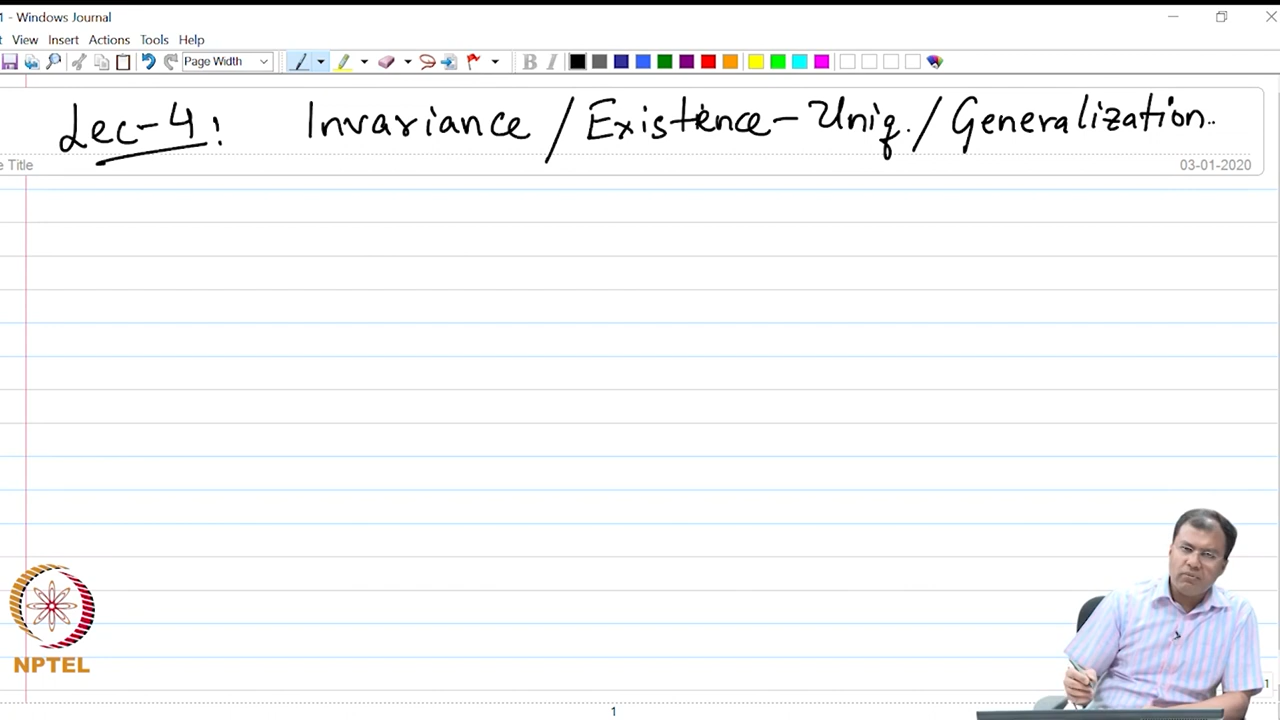 1 - Windows Journal
t View Insert Actions Tools Help
Page Width B I
Lec-4: Invariance / Existence - Uniq. / Generalization..
e Title 03-01-2020
NPTEL
1
1